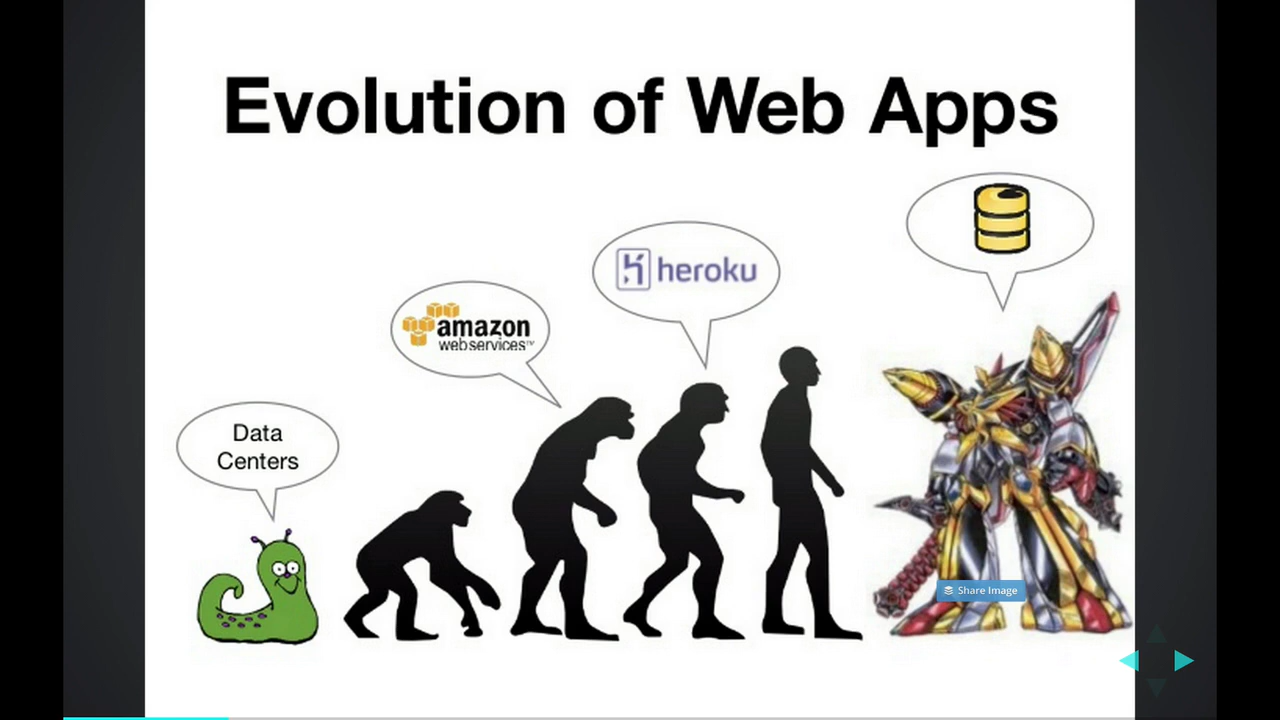 Evolution of Web Apps
heroku
amazon
webservices™
Data
Centers
Share Image